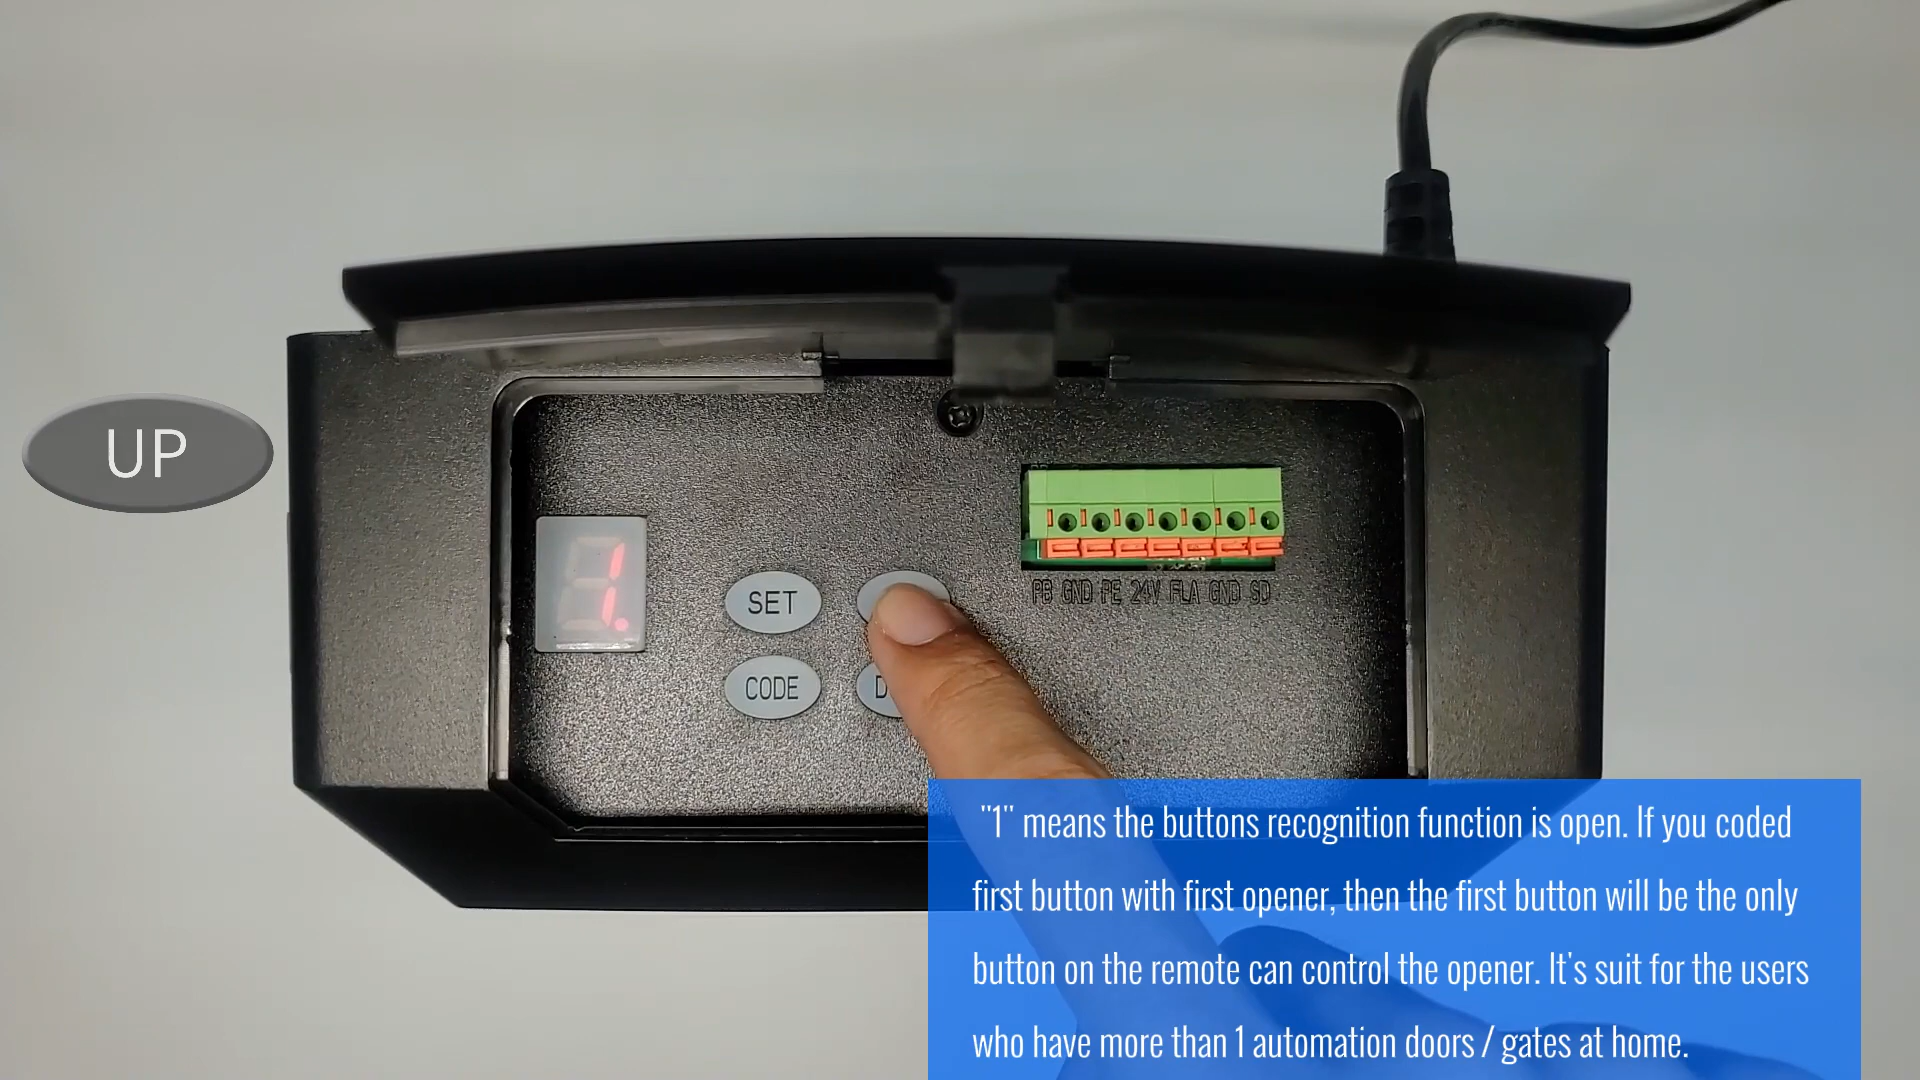 UP
1.
SET
CODE
D
PB GND PE 24V FLA GND SD
"1" means the buttons recognition function is open. If you coded
first button with first opener, then the first button will be the only
button on the remote can control the opener. It's suit for the users
who have more than 1 automation doors / gates at home.